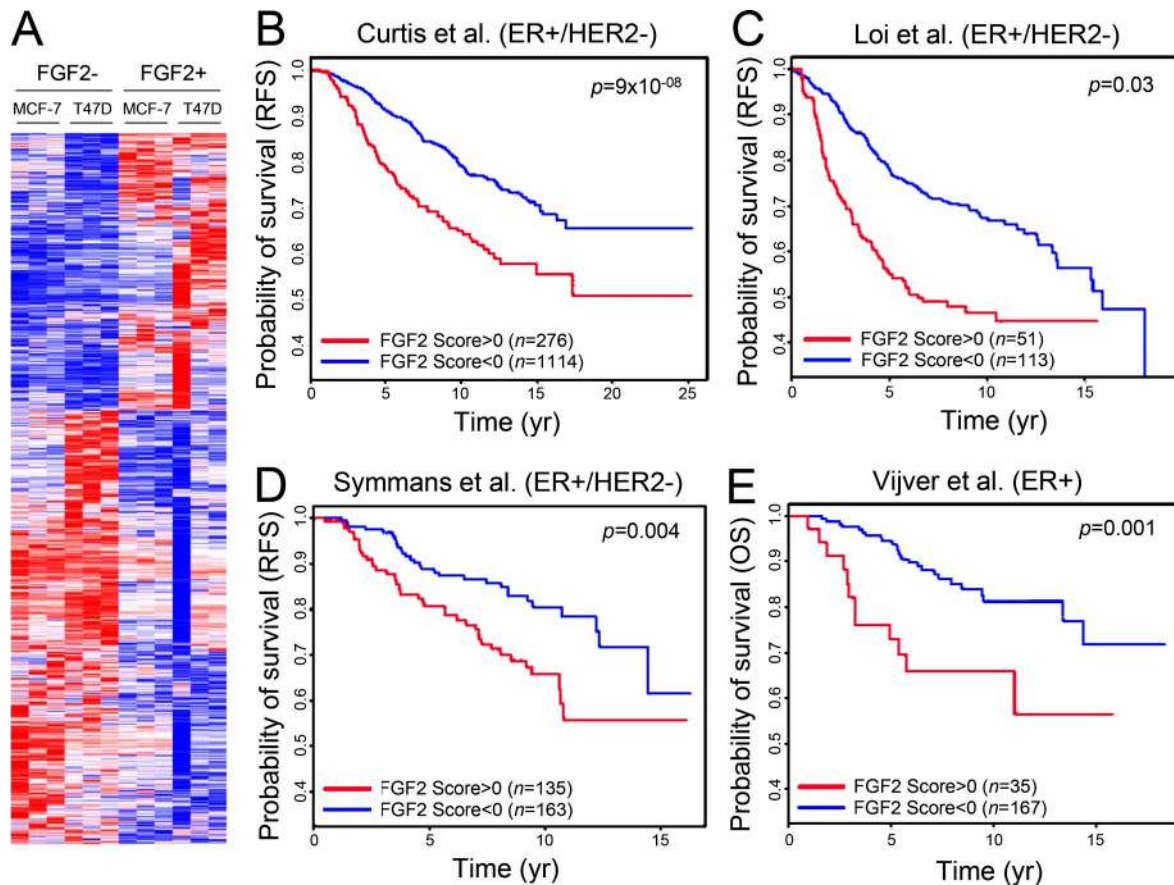 A
FGF2- FGF2+
MCF-7 T47D MCF-7 T47D
B
Curtis et al. (ER+/HER2-)
p=9x10-08
Probability of survival (RFS)
1.0
0.9
0.8
0.7
0.6
0.5
0.4
FGF2 Score>0 (n=276)
FGF2 Score<0 (n=1114)
0 5 10 15 20 25
Time (yr)
C
Loi et al. (ER+/HER2-)
p=0.03
Probability of survival (RFS)
1.0
0.9
0.8
0.7
0.6
0.5
0.4
FGF2 Score>0 (n=51)
FGF2 Score<0 (n=113)
0 5 10 15
Time (yr)
D
Symmans et al. (ER+/HER2-)
p=0.004
Probability of survival (RFS)
1.0
0.9
0.8
0.7
0.6
0.5
0.4
FGF2 Score>0 (n=135)
FGF2 Score<0 (n=163)
0 5 10 15
Time (yr)
E
Vijver et al. (ER+)
p=0.001
Probability of survival (OS)
1.0
0.9
0.8
0.7
0.6
0.5
0.4
FGF2 Score>0 (n=35)
FGF2 Score<0 (n=167)
0 5 10 15
Time (yr)